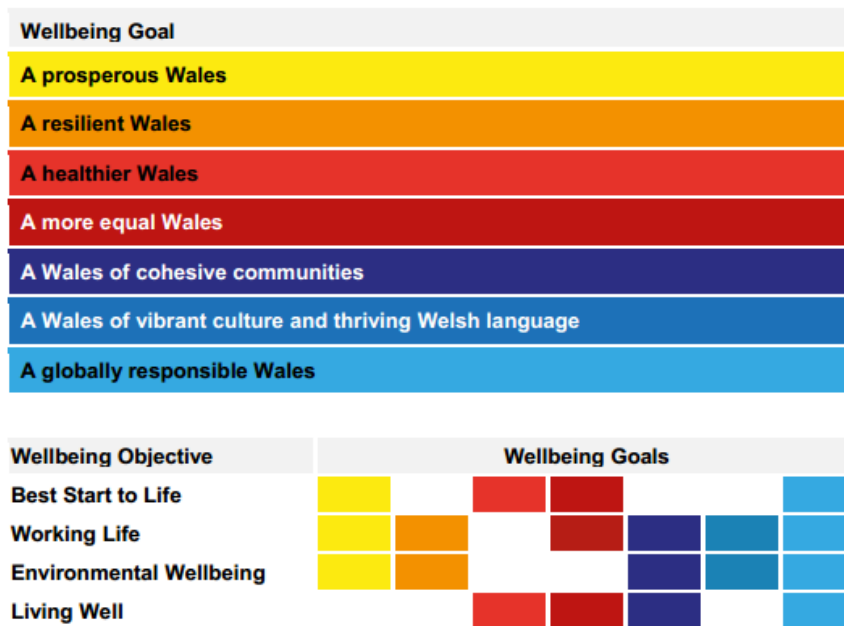 Wellbeing Goal
A prosperous Wales
A resilient Wales
A healthier Wales
A more equal Wales
A Wales of cohesive communities
A Wales of vibrant culture and thriving Welsh language
A globally responsible Wales
Wellbeing Objective Wellbeing Goals
Best Start to Life
Working Life
Environmental Wellbeing
Living Well